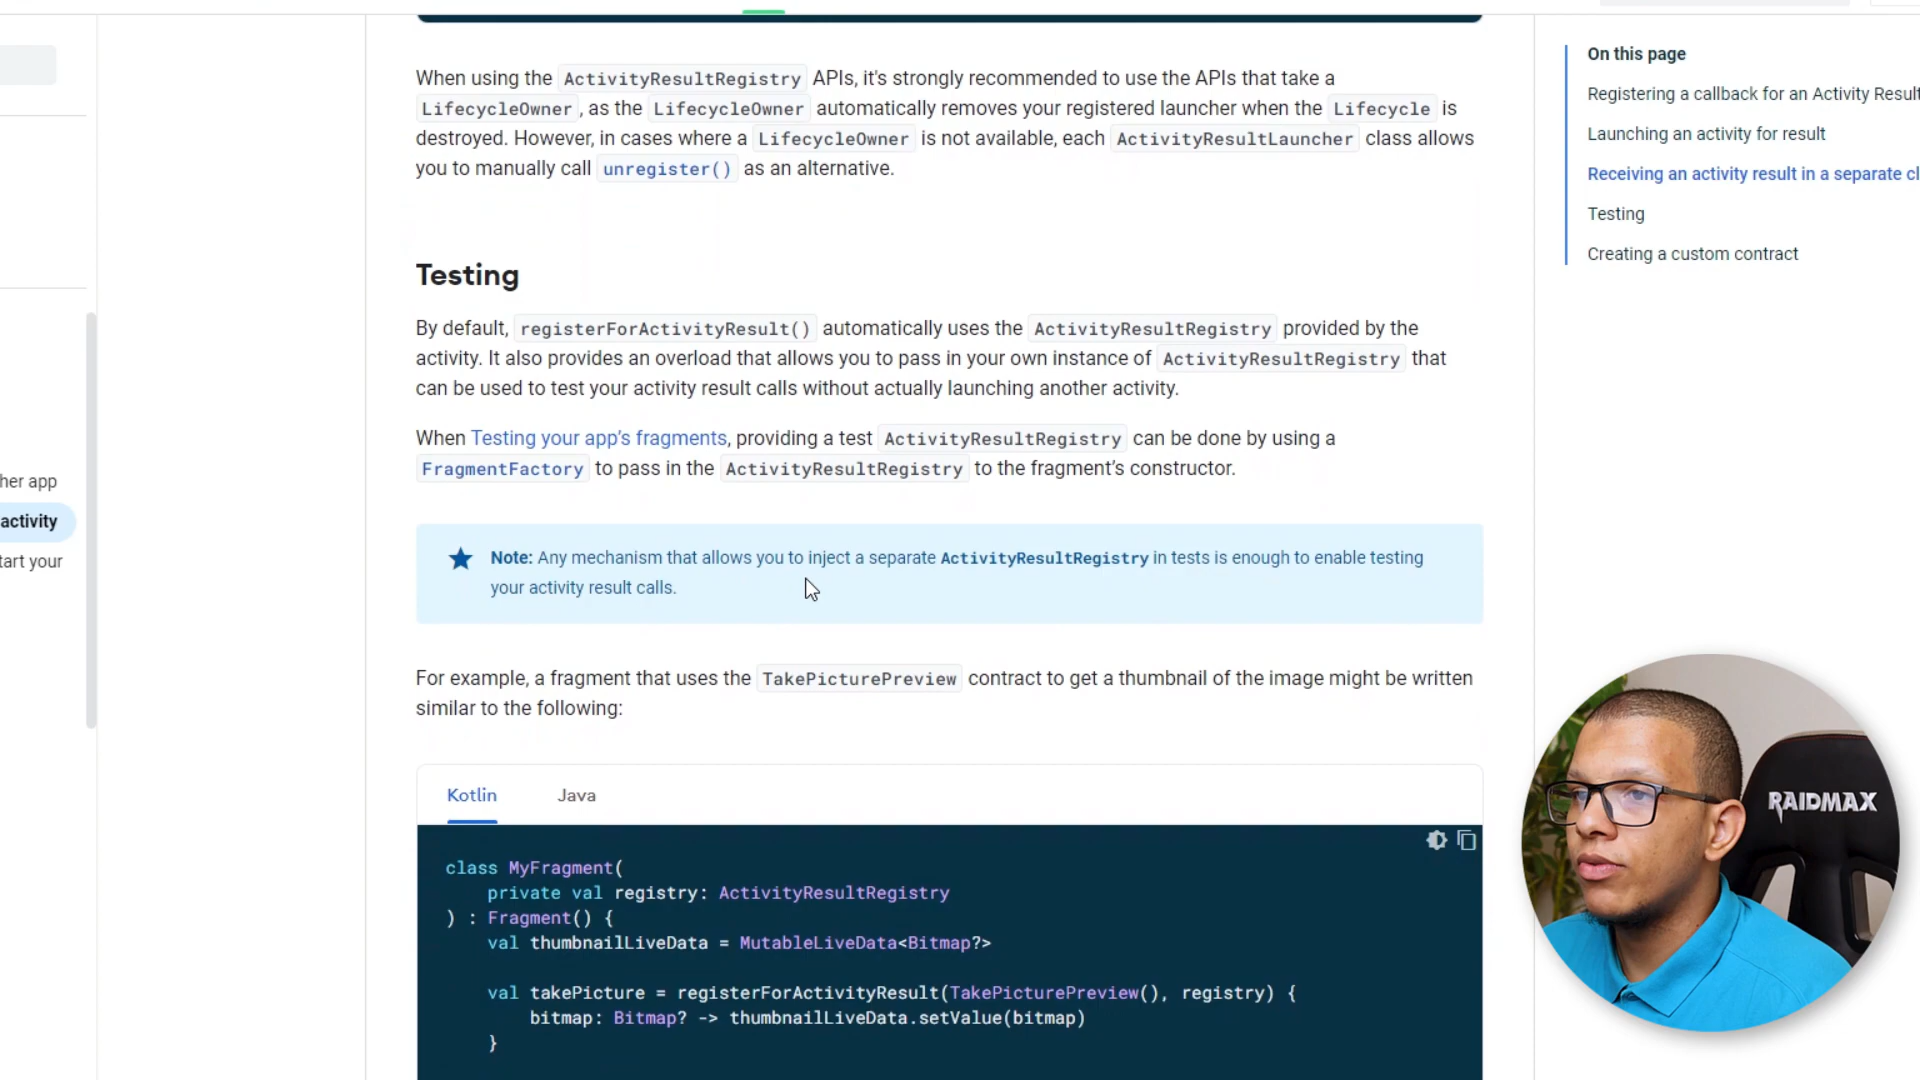 On this page
Registering a callback for an Activity Result
Launching an activity for result
Receiving an activity result in a separate cl
Testing
Creating a custom contract
her app
activity
tart your
When using the ActivityResultRegistry APIs, it's strongly recommended to use the APIs that take a
LifecycleOwner, as the LifecycleOwner automatically removes your registered launcher when the Lifecycle is
destroyed. However, in cases where a LifecycleOwner is not available, each ActivityResultLauncher class allows
you to manually call unregister() as an alternative.
Testing
By default, registerForActivityResult() automatically uses the ActivityResultRegistry provided by the
activity. It also provides an overload that allows you to pass in your own instance of ActivityResultRegistry that
can be used to test your activity result calls without actually launching another activity.
When Testing your app’s fragments, providing a test ActivityResultRegistry can be done by using a
FragmentFactory to pass in the ActivityResultRegistry to the fragment’s constructor.
Note: Any mechanism that allows you to inject a separate ActivityResultRegistry in tests is enough to enable testing
your activity result calls.
For example, a fragment that uses the TakePicturePreview contract to get a thumbnail of the image might be written
similar to the following:
Kotlin Java
class MyFragment(
    private val registry: ActivityResultRegistry
) : Fragment() {
    val thumbnailLiveData = MutableLiveData<Bitmap?>
    val takePicture = registerForActivityResult(TakePicturePreview(), registry) {
        bitmap: Bitmap? -> thumbnailLiveData.setValue(bitmap)
    }
RAIDMAX